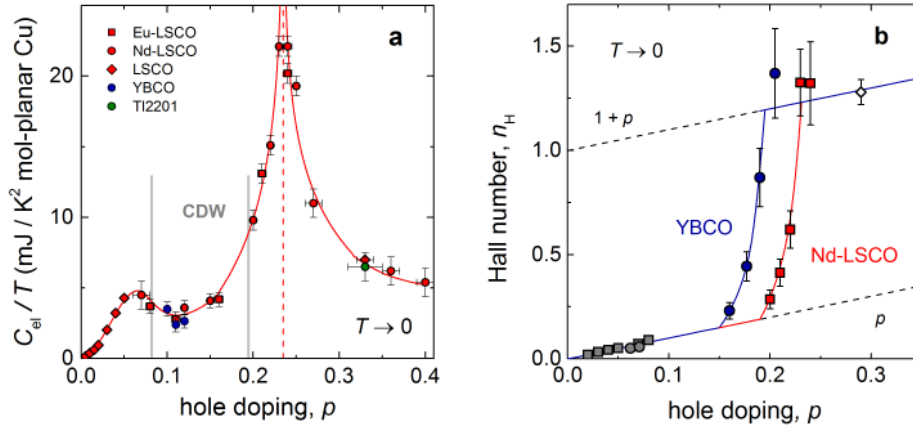 a
Eu-LSCO
Nd-LSCO
LSCO
YBCO
Tl2201
CDW
T → 0
C_el / T (mJ / K² mol-planar Cu)
20
10
0
0.0 0.1 0.2 0.3 0.4
hole doping, p
b
T → 0
1 + p
YBCO
Nd-LSCO
p
Hall number, n_H
1.5
1.0
0.5
0.0
0.0 0.1 0.2 0.3
hole doping, p